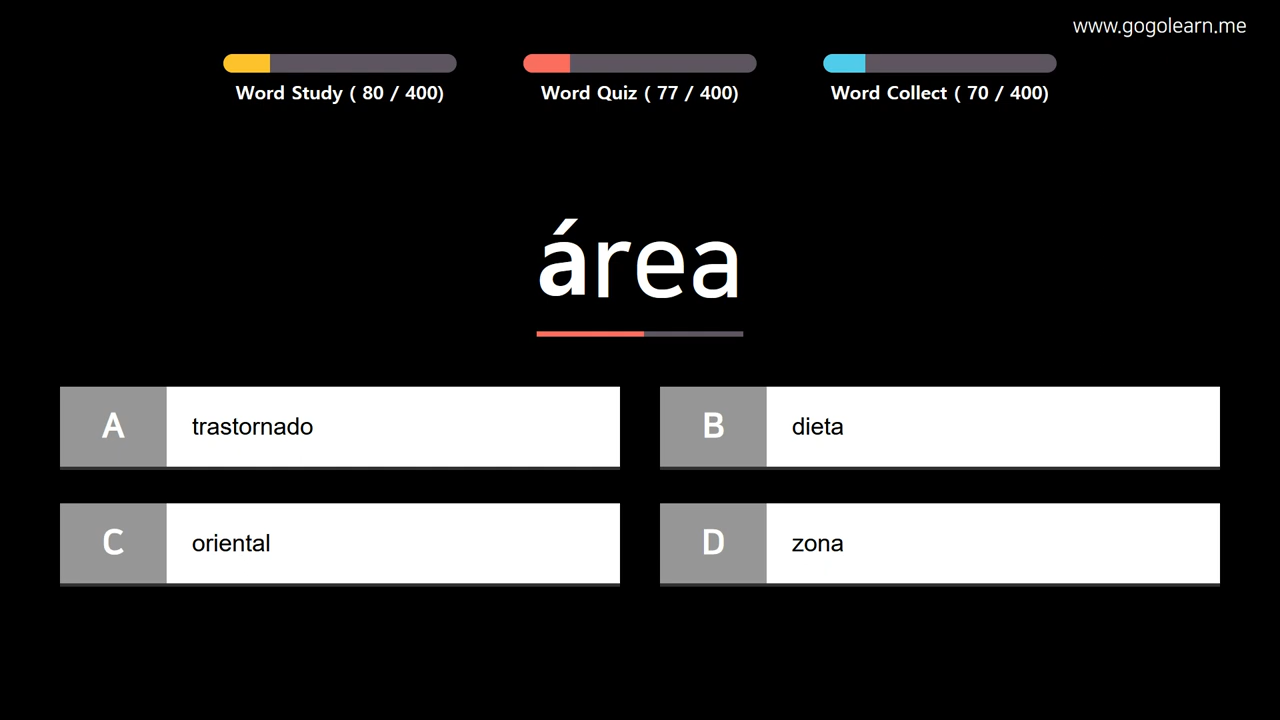 www.gogolearn.me
Word Study ( 80 / 400)
Word Quiz ( 77 / 400)
Word Collect ( 70 / 400)
área
A trastornado
B dieta
C oriental
D zona